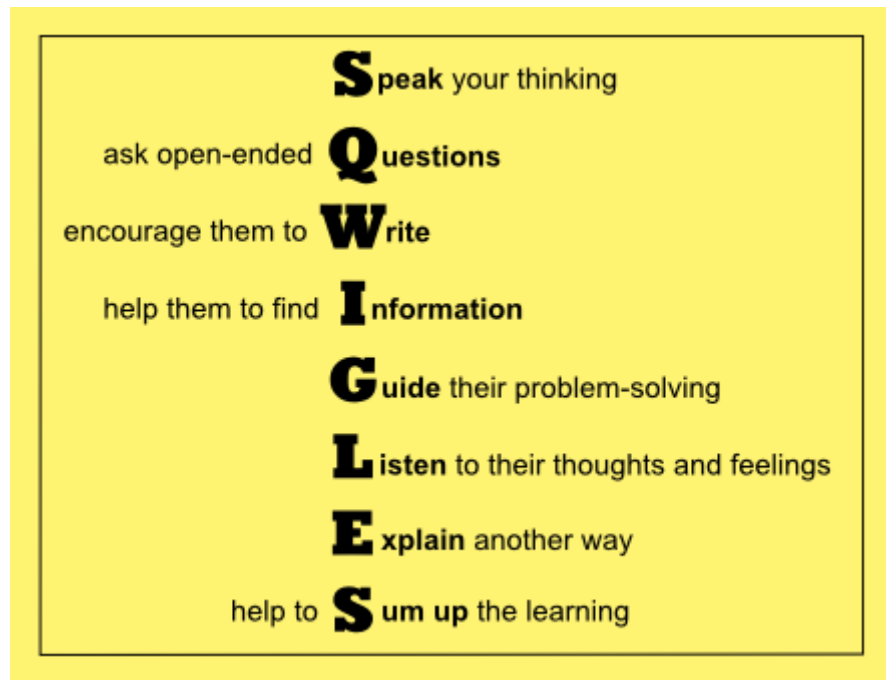 Speak your thinking
ask open-ended Questions
encourage them to Write
help them to find Information
Guide their problem-solving
Listen to their thoughts and feelings
Explain another way
help to Sum up the learning